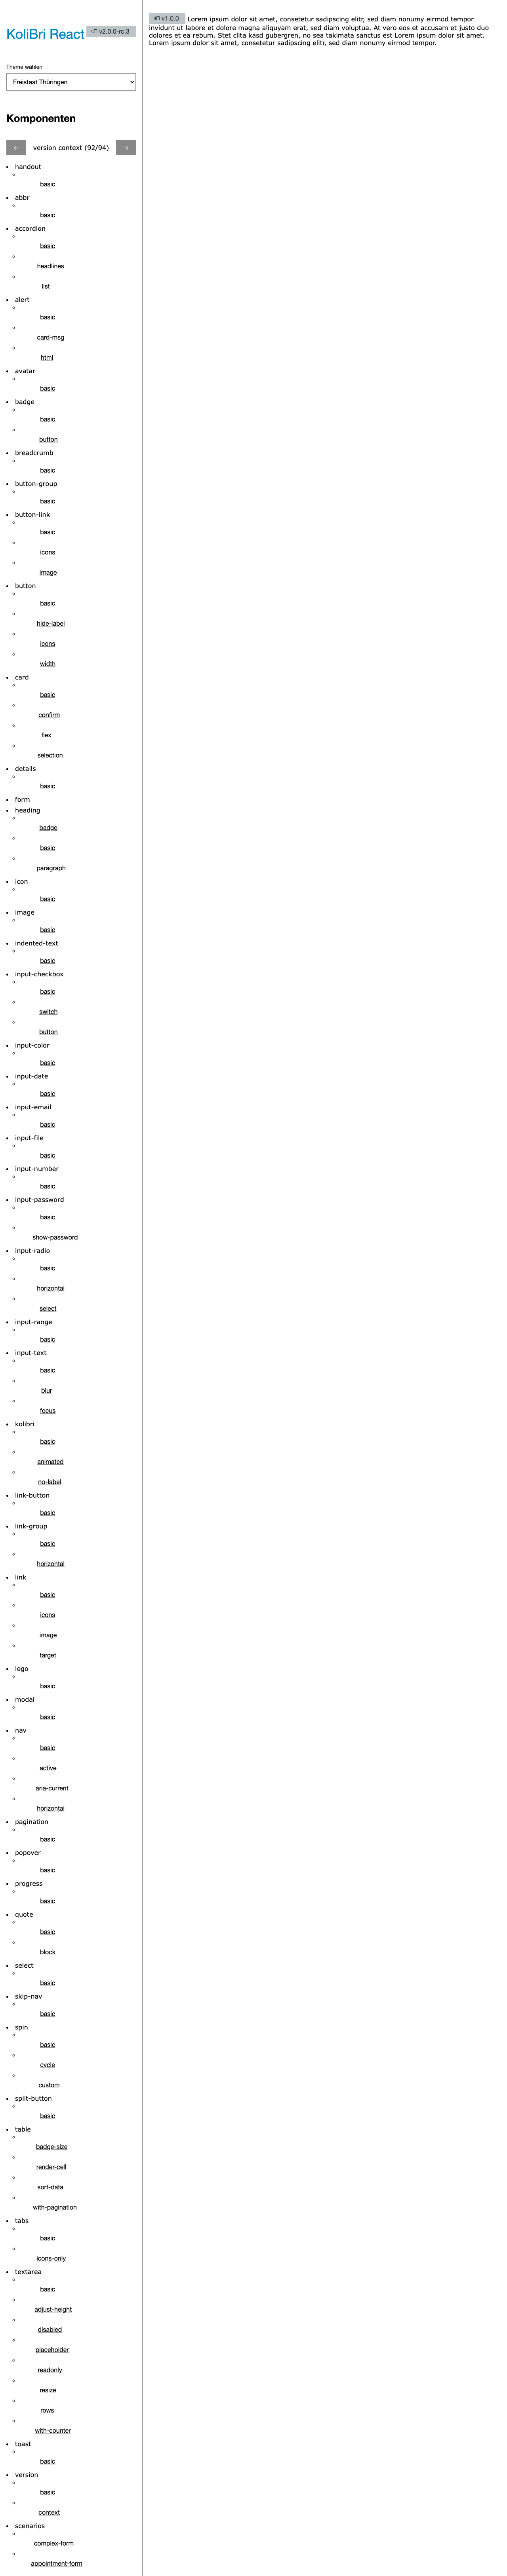 KoliBri React
v2.0.0-rc.3
Theme wählen
Freistaat Thüringen
Komponenten
←
version context (92/94)
→
handout
basic
abbr
basic
accordion
basic
headlines
list
alert
basic
card-msg
html
avatar
basic
badge
basic
button
breadcrumb
basic
button-group
basic
button-link
basic
icons
image
button
basic
hide-label
icons
width
card
basic
confirm
flex
selection
details
basic
form
heading
badge
basic
paragraph
icon
basic
image
basic
indented-text
basic
input-checkbox
basic
switch
button
input-color
basic
input-date
basic
input-email
basic
input-file
basic
input-number
basic
input-password
basic
show-password
input-radio
basic
horizontal
select
input-range
basic
input-text
basic
blur
focus
kolibri
basic
animated
no-label
link-button
basic
link-group
basic
horizontal
link
basic
icons
image
target
logo
basic
modal
basic
nav
basic
active
aria-current
horizontal
pagination
basic
popover
basic
progress
basic
quote
basic
block
select
basic
skip-nav
basic
spin
basic
cycle
custom
split-button
basic
table
badge-size
render-cell
sort-data
with-pagination
tabs
basic
icons-only
textarea
basic
adjust-height
disabled
placeholder
readonly
resize
rows
with-counter
toast
basic
version
basic
context
scenarios
complex-form
appointment-form
v1.0.0 Lorem ipsum dolor sit amet, consetetur sadipscing elitr, sed diam nonumy eirmod tempor
invidunt ut labore et dolore magna aliquyam erat, sed diam voluptua. At vero eos et accusam et justo duo
dolores et ea rebum. Stet clita kasd gubergren, no sea takimata sanctus est Lorem ipsum dolor sit amet.
Lorem ipsum dolor sit amet, consetetur sadipscing elitr, sed diam nonumy eirmod tempor.